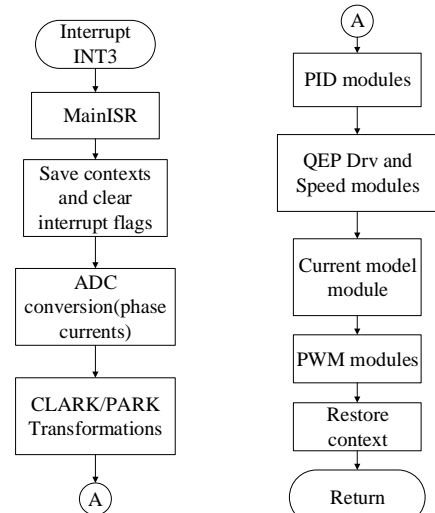 Interrupt
INT3
MainISR
Save contexts
and clear
interrupt flags
ADC
conversion(phase
currents)
CLARK/PARK
Transformations
A
A
PID modules
QEP Drv and
Speed modules
Current model
module
PWM modules
Restore
context
Return